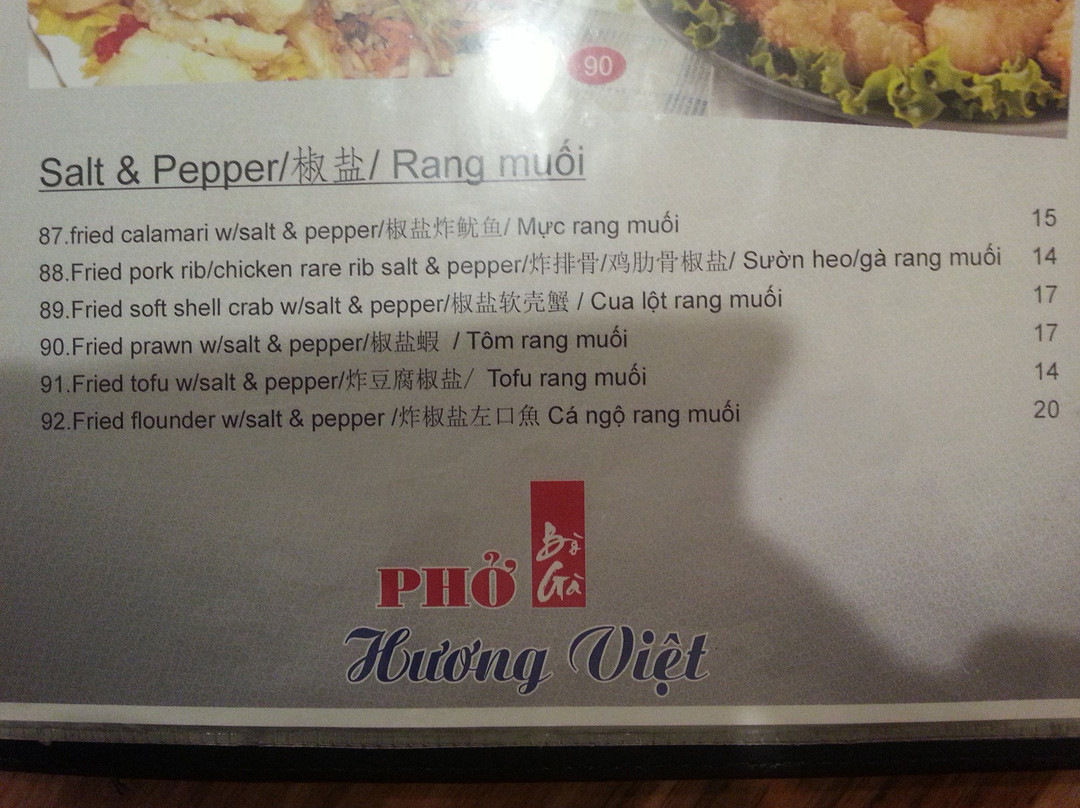 90
Salt & Pepper/椒盐/ Rang muối
87.fried calamari w/salt & pepper/椒盐炸鱿鱼/ Mực rang muối 15
88.Fried pork rib/chicken rare rib salt & pepper/炸排骨/鸡肋骨椒盐/ Sườn heo/gà rang muối 14
89.Fried soft shell crab w/salt & pepper/椒盐软壳蟹 / Cua lột rang muối 17
90.Fried prawn w/salt & pepper/椒盐蝦 / Tôm rang muối 17
91.Fried tofu w/salt & pepper/炸豆腐椒盐/ Tofu rang muối 14
92.Fried flounder w/salt & pepper /炸椒盐左口魚 Cá ngộ rang muối 20
PHỞ Bò Gà
Hương Việt